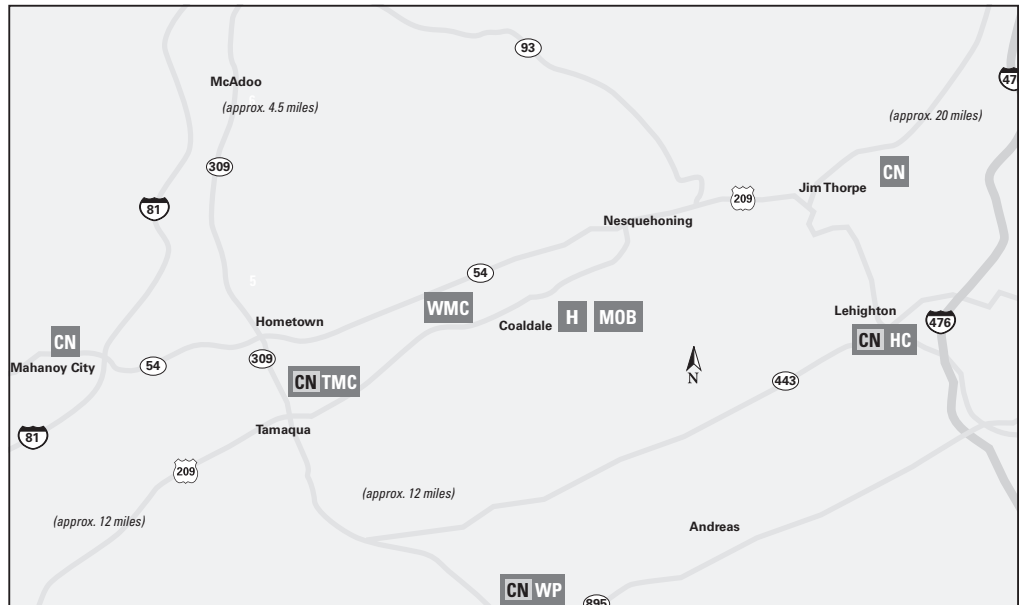 93
47
McAdoo
(approx. 4.5 miles)
(approx. 20 miles)
309
CN
Jim Thorpe
209
81
Nesquehoning
54
5
WMC
Coaldale
H
MOB
Lehighton
476
Hometown
CN
CN HC
Mahanoy City
54
309
CN TMC
N
443
Tamaqua
81
209
(approx. 12 miles)
(approx. 12 miles)
Andreas
CN WP
895